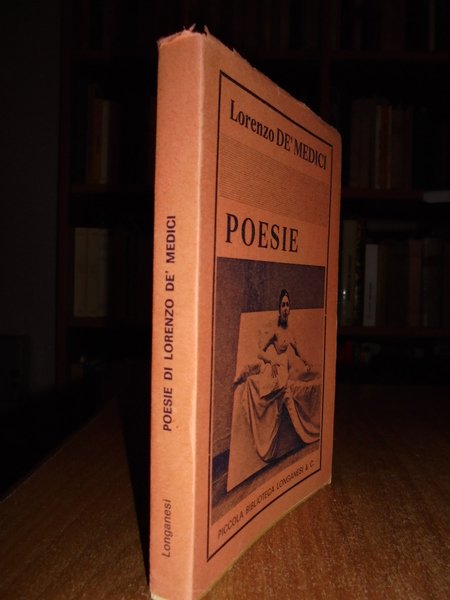 Lorenzo DE' MEDICI
POESIE
PICCOLA BIBLIOTECA LONGANESI & C.
POESIE DI LORENZO DE' MEDICI
Longanesi